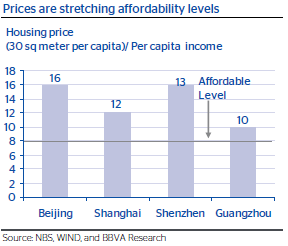 Prices are stretching affordability levels
Housing price
(30 sq meter per capita)/ Per capita income
18
16
14
12
10
8
6
4
2
0
16
12
13
10
Affordable
Level
Beijing
Shanghai
Shenzhen
Guangzhou
Source: NBS, WIND, and BBVA Research